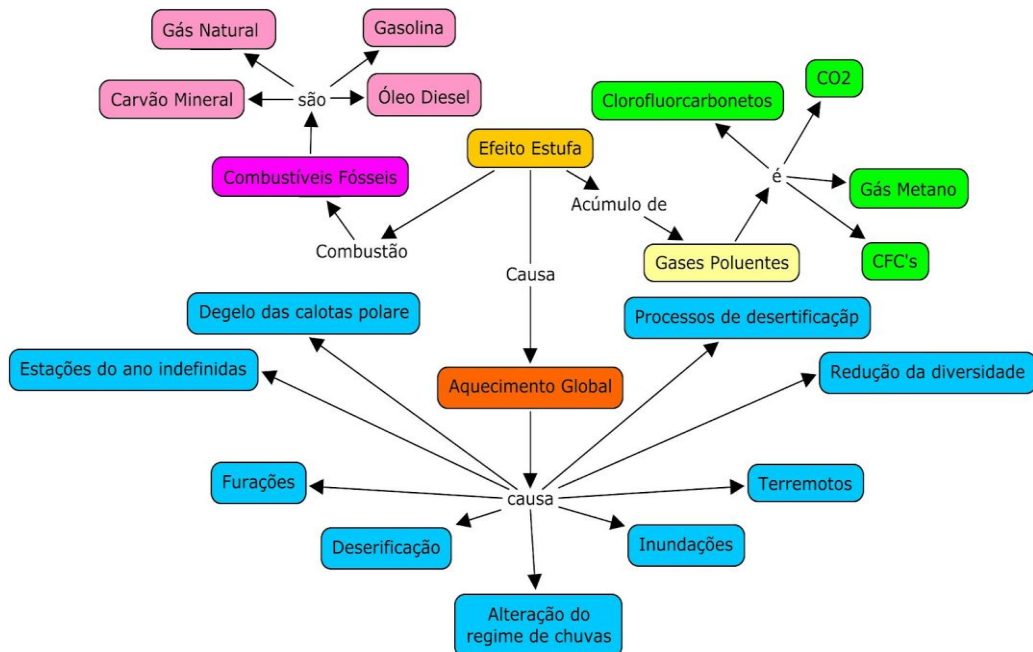 Gás Natural
Gasolina
Carvão Mineral
são
Óleo Diesel
Combustíveis Fósseis
Combustão
Efeito Estufa
Acúmulo de
Gases Poluentes
é
Clorofluorcarbonetos
CO2
Gás Metano
CFC's
Causa
Aquecimento Global
causa
Degelo das calotas polare
Processos de desertificaçãp
Estações do ano indefinidas
Redução da diversidade
Furações
Terremotos
Deserificação
Inundações
Alteração do
regime de chuvas